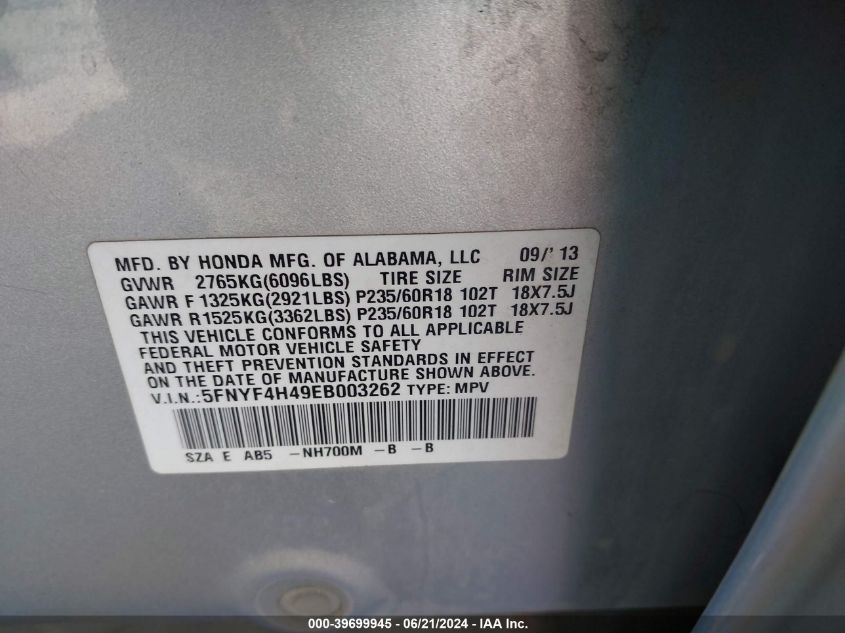 MFD. BY HONDA MFG. OF ALABAMA, LLC 09/' 13
GVWR 2765KG(6096LBS) TIRE SIZE RIM SIZE
GAWR F 1325KG(2921LBS) P235/60R18 102T 18X7.5J
GAWR R1525KG(3362LBS) P235/60R18 102T 18X7.5J
THIS VEHICLE CONFORMS TO ALL APPLICABLE
FEDERAL MOTOR VEHICLE SAFETY
AND THEFT PREVENTION STANDARDS IN EFFECT
ON THE DATE OF MANUFACTURE SHOWN ABOVE.
V.I.N.:5FNYF4H49EB003262 TYPE: MPV
SZA E AB5 -NH700M -B -B
000-39699945 - 06/21/2024 - IAA Inc.